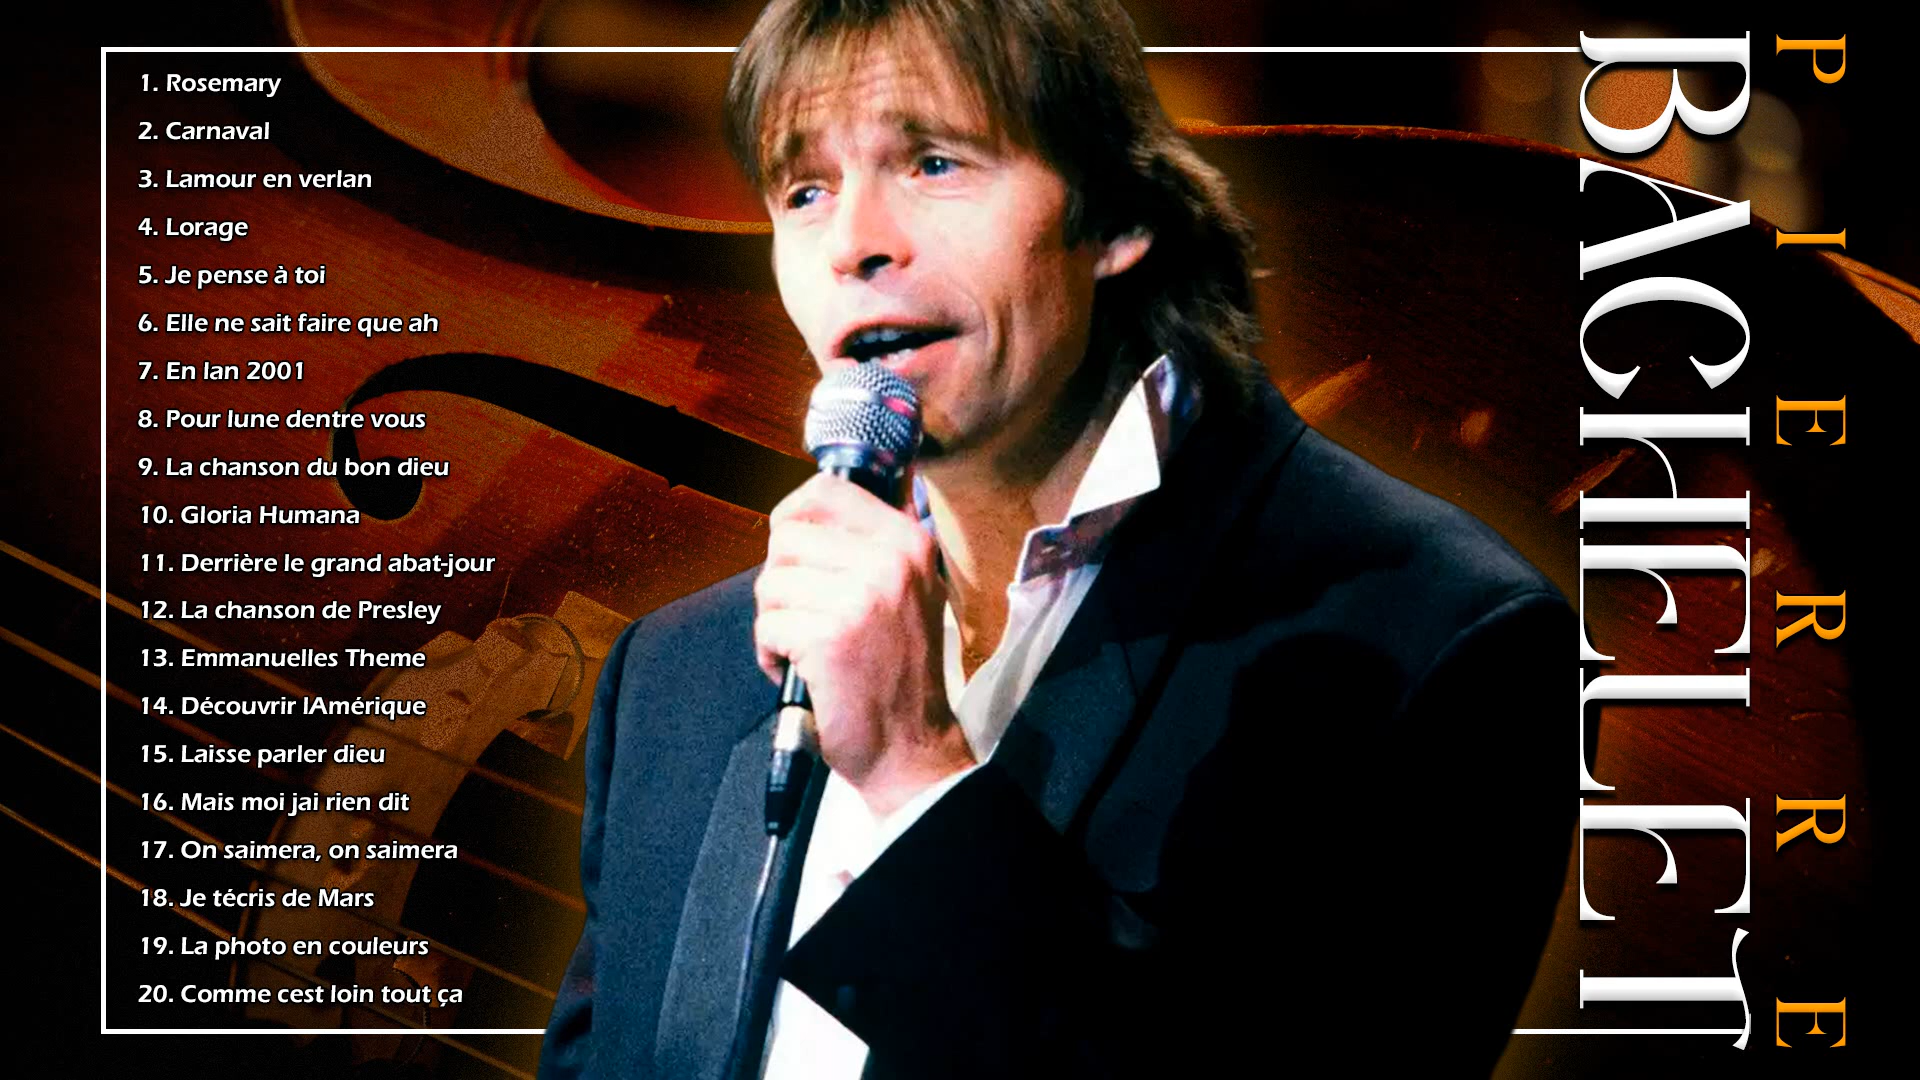 1. Rosemary
2. Carnaval
3. Lamour en verlan
4. Lorage
5. Je pense à toi
6. Elle ne sait faire que ah
7. En lan 2001
8. Pour lune dentre vous
9. La chanson du bon dieu
10. Gloria Humana
11. Derrière le grand abat-jour
12. La chanson de Presley
13. Emmanuelles Theme
14. Découvrir lAmérique
15. Laisse parler dieu
16. Mais moi jai rien dit
17. On saimera, on saimera
18. Je técris de Mars
19. La photo en couleurs
20. Comme cest loin tout ça
PIERRE
BACHELET